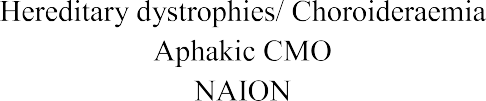 Hereditary dystrophies/ Choroideraemia
Aphakic CMO
NAION